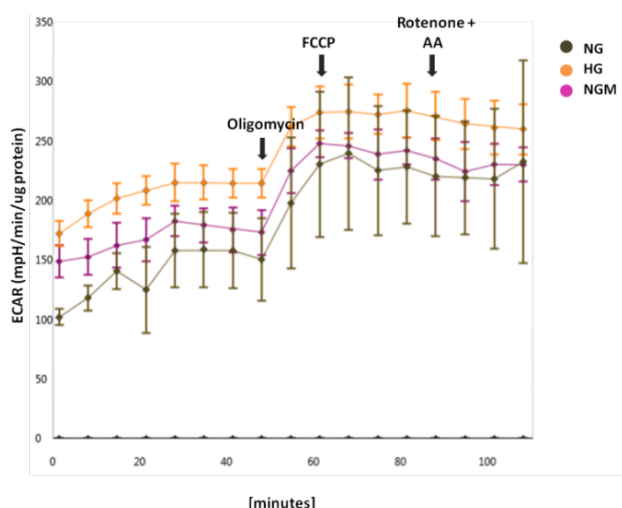 Rotenone +
AA
FCCP
Oligomycin
NG
HG
NGM
ECAR (mpH/min/ug protein)
350
300
250
200
150
100
50
0
0 20 40 60 80 100
[minutes]